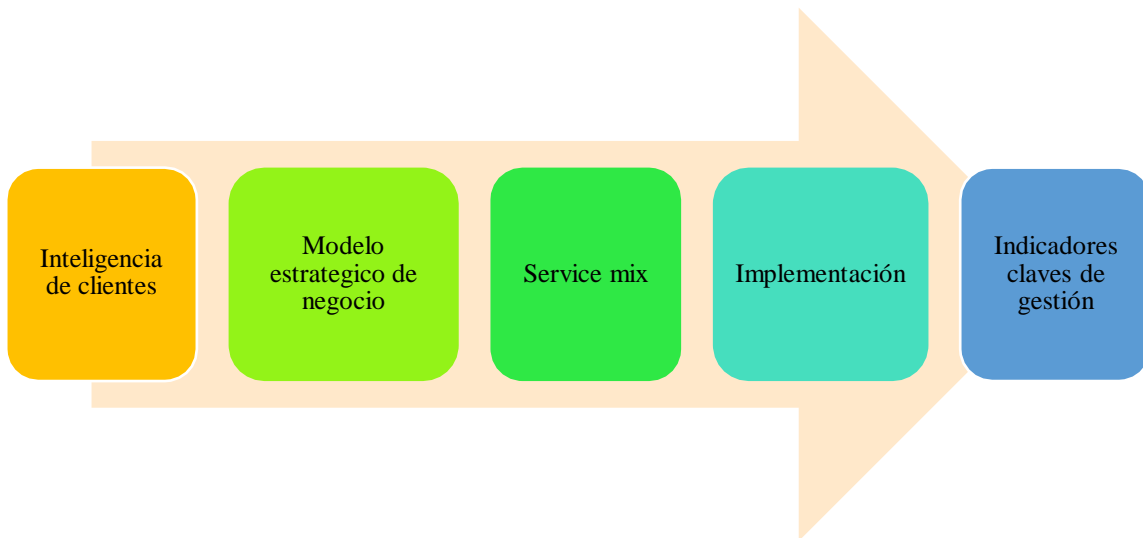 Inteligencia
de clientes
Modelo
estrategico de
negocio
Service mix
Implementación
Indicadores
claves de
gestión